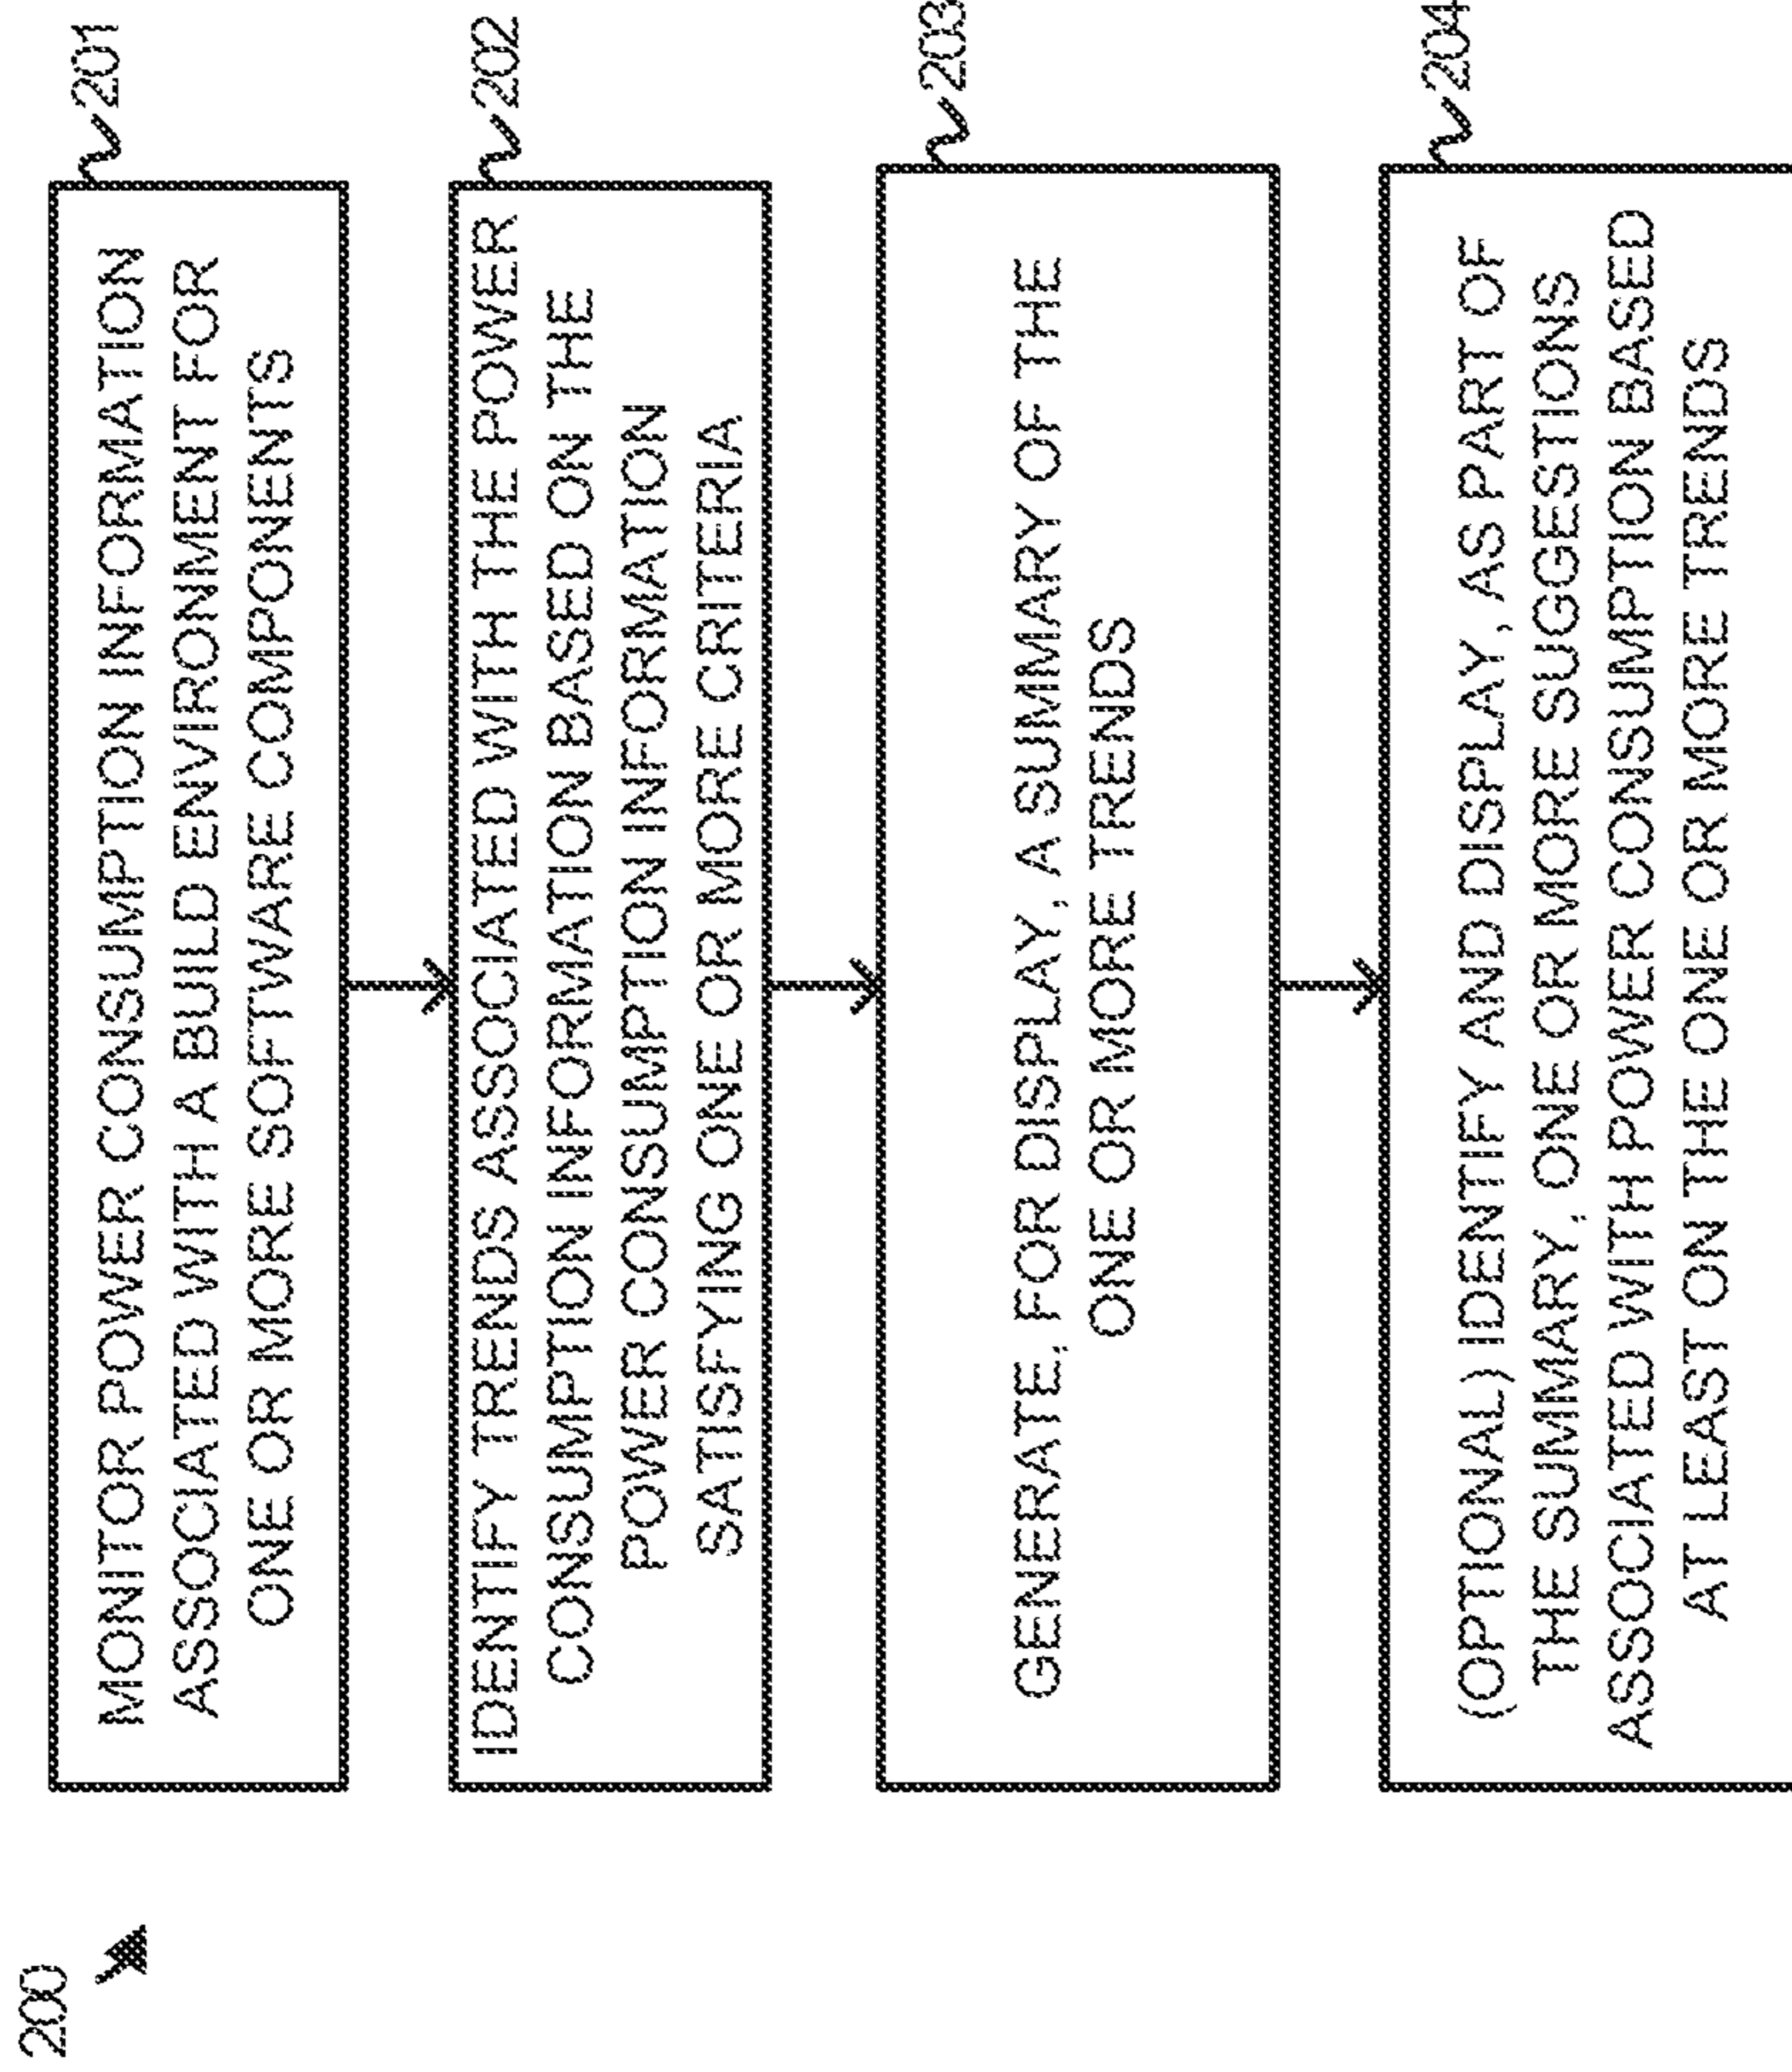 200
201
MONITOR POWER CONSUMPTION INFORMATION
ASSOCIATED WITH A BUILD ENVIRONMENT FOR
ONE OR MORE SOFTWARE COMPONENTS
202
IDENTIFY TRENDS ASSOCIATED WITH THE POWER
CONSUMPTION INFORMATION BASED ON THE
POWER CONSUMPTION INFORMATION
SATISFYING ONE OR MORE CRITERIA
203
GENERATE, FOR DISPLAY, A SUMMARY OF THE
ONE OR MORE TRENDS
204
(OPTIONAL) IDENTIFY AND DISPLAY, AS PART OF
THE SUMMARY, ONE OR MORE SUGGESTIONS
ASSOCIATED WITH POWER CONSUMPTION BASED
AT LEAST ON THE ONE OR MORE TRENDS